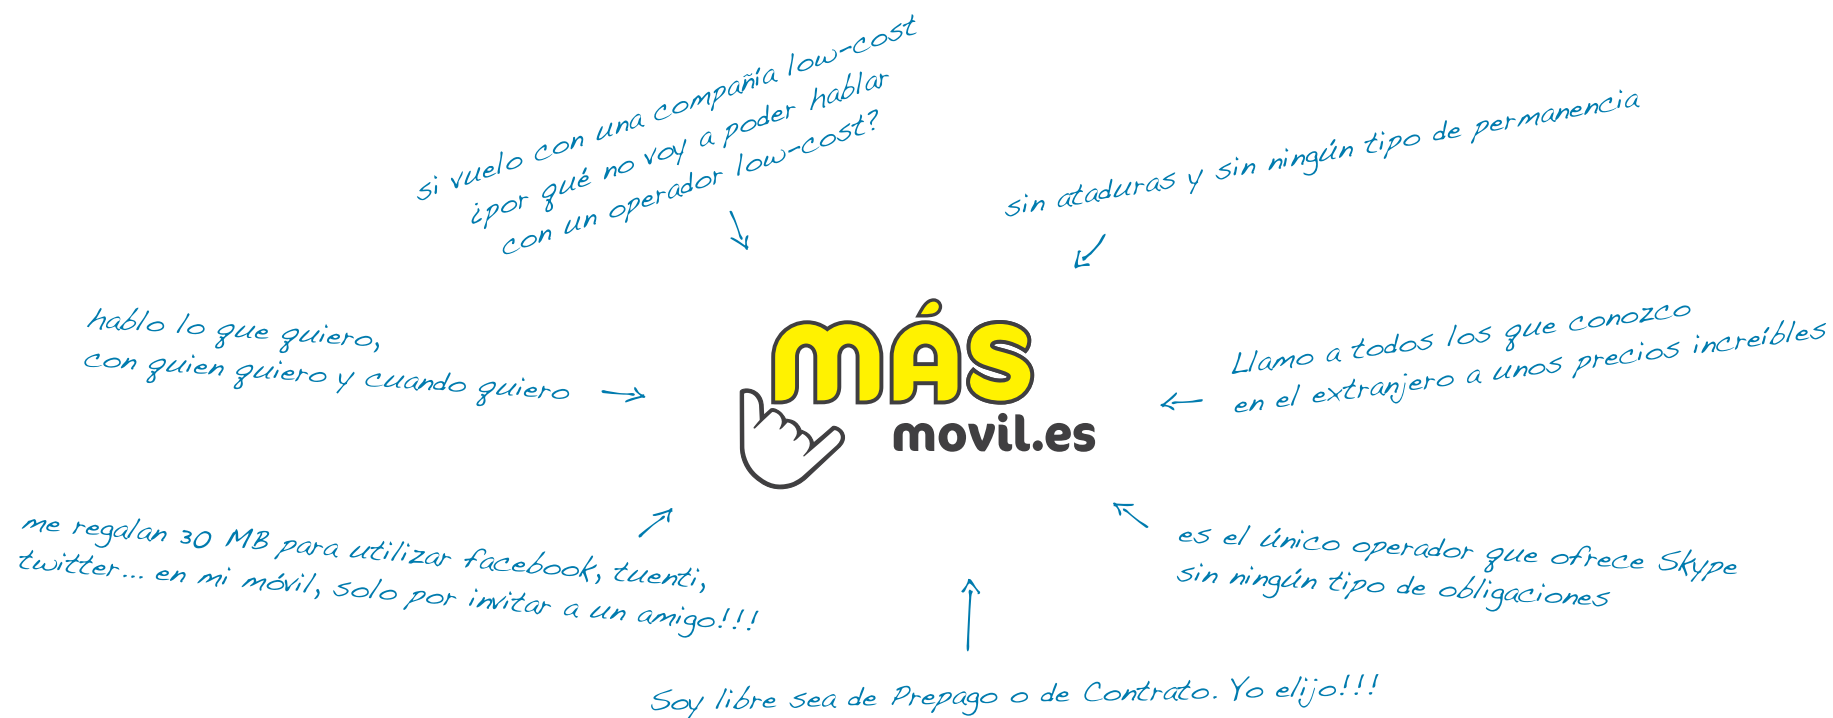 si vuelo con una compañía low-cost
¿por qué no voy a poder hablar
con un operador low-cost?
sin ataduras y sin ningún tipo de permanencia
hablo lo que quiero,
con quien quiero y cuando quiero
MÁS
movil.es
Llamo a todos los que conozco
en el extranjero a unos precios increíbles
me regalan 30 MB para utilizar facebook, tuenti,
twitter... en mi móvil, solo por invitar a un amigo!!!
es el único operador que ofrece Skype
sin ningún tipo de obligaciones
Soy libre sea de Prepago o de Contrato. Yo elijo!!!